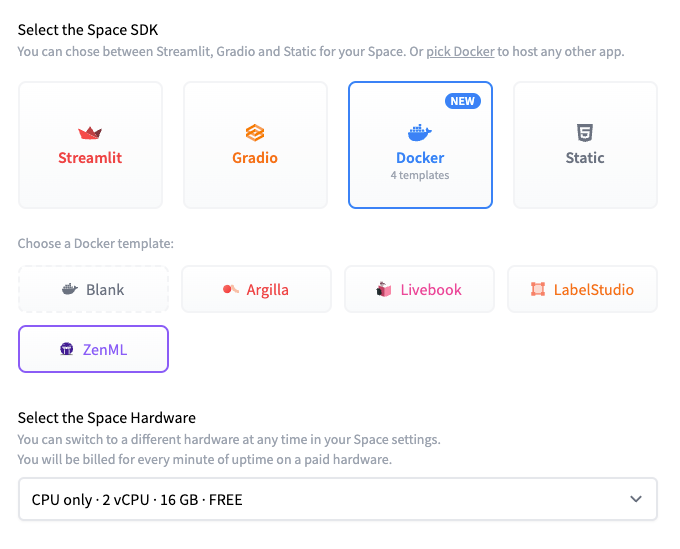 Select the Space SDK
You can chose between Streamlit, Gradio and Static for your Space. Or pick Docker to host any other app.
NEW
Streamlit
Gradio
Docker
4 templates
Static
Choose a Docker template:
Blank
Argilla
Livebook
LabelStudio
ZenML
Select the Space Hardware
You can switch to a different hardware at any time in your Space settings.
You will be billed for every minute of uptime on a paid hardware.
CPU only · 2 vCPU · 16 GB · FREE